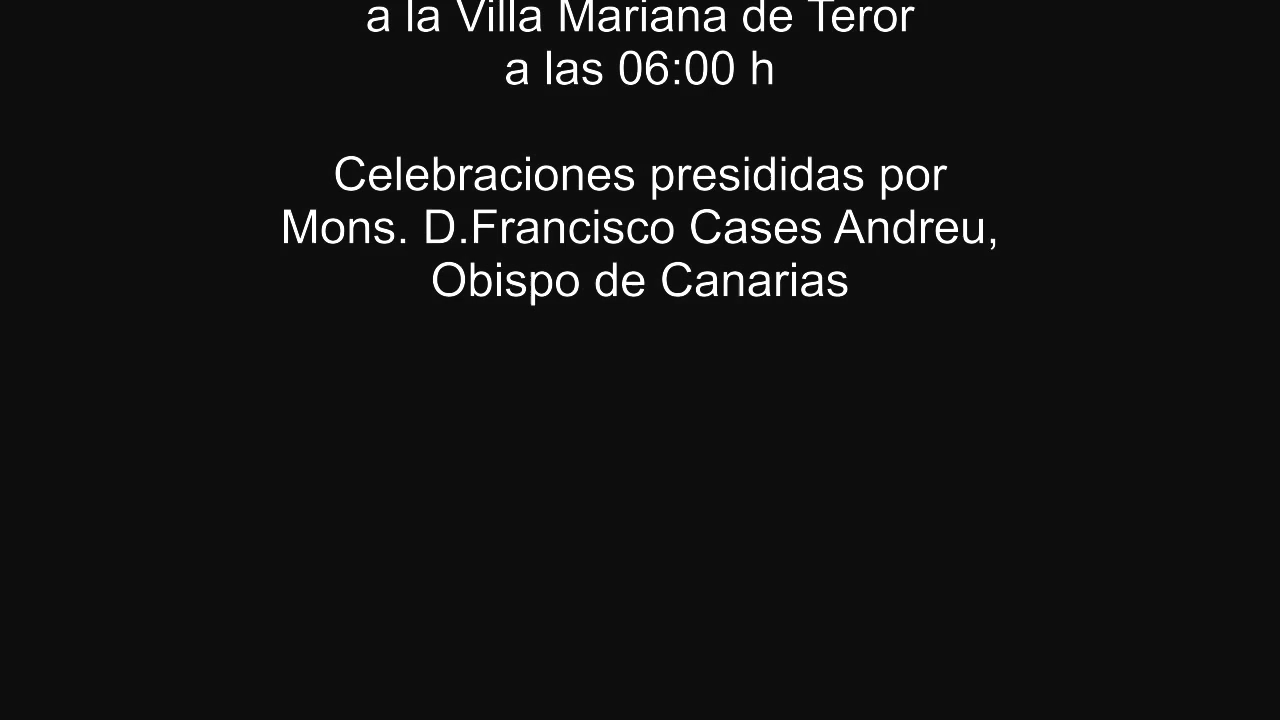 a la Villa Mariana de Teror
a las 06:00 h
Celebraciones presididas por
Mons. D.Francisco Cases Andreu,
Obispo de Canarias